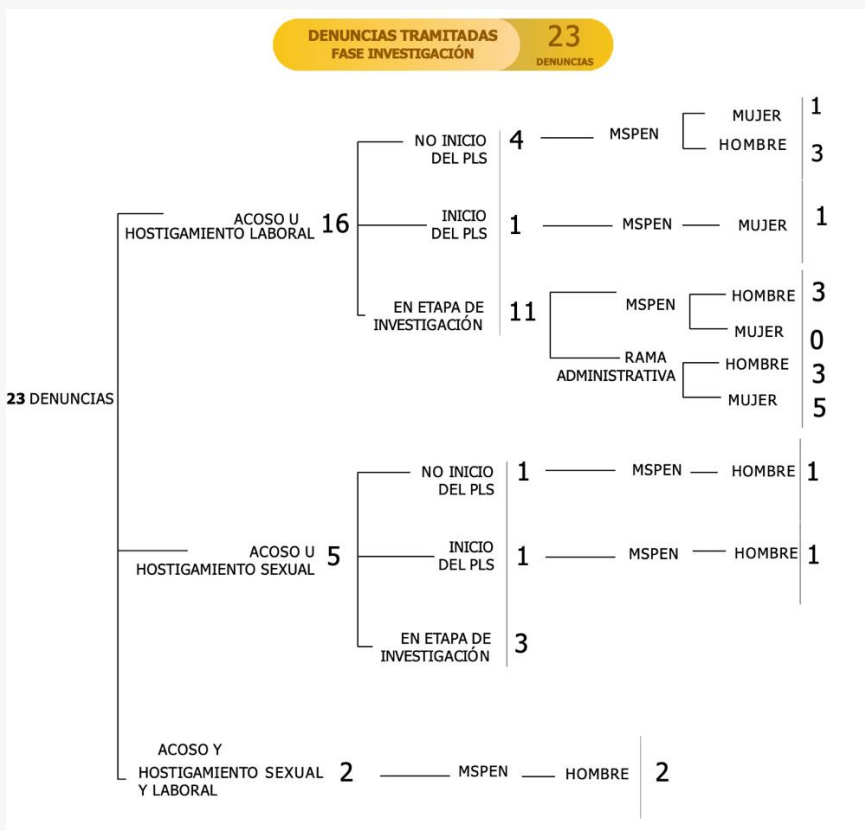 DENUNCIAS TRAMITADAS
FASE INVESTIGACIÓN
23
DENUNCIAS
23 DENUNCIAS
ACOSO U
HOSTIGAMIENTO LABORAL 16
NO INICIO
DEL PLS
4
MSPEN
MUJER 1
HOMBRE 3
INICIO
DEL PLS
1
MSPEN
MUJER 1
EN ETAPA DE
INVESTIGACIÓN
11
MSPEN
HOMBRE 3
MUJER 0
RAMA
ADMINISTRATIVA
HOMBRE 3
MUJER 5
ACOSO U
HOSTIGAMIENTO SEXUAL 5
NO INICIO
DEL PLS
1
MSPEN
HOMBRE 1
INICIO
DEL PLS
1
MSPEN
HOMBRE 1
EN ETAPA DE
INVESTIGACIÓN
3
ACOSO Y
HOSTIGAMIENTO SEXUAL
Y LABORAL
2
MSPEN
HOMBRE 2